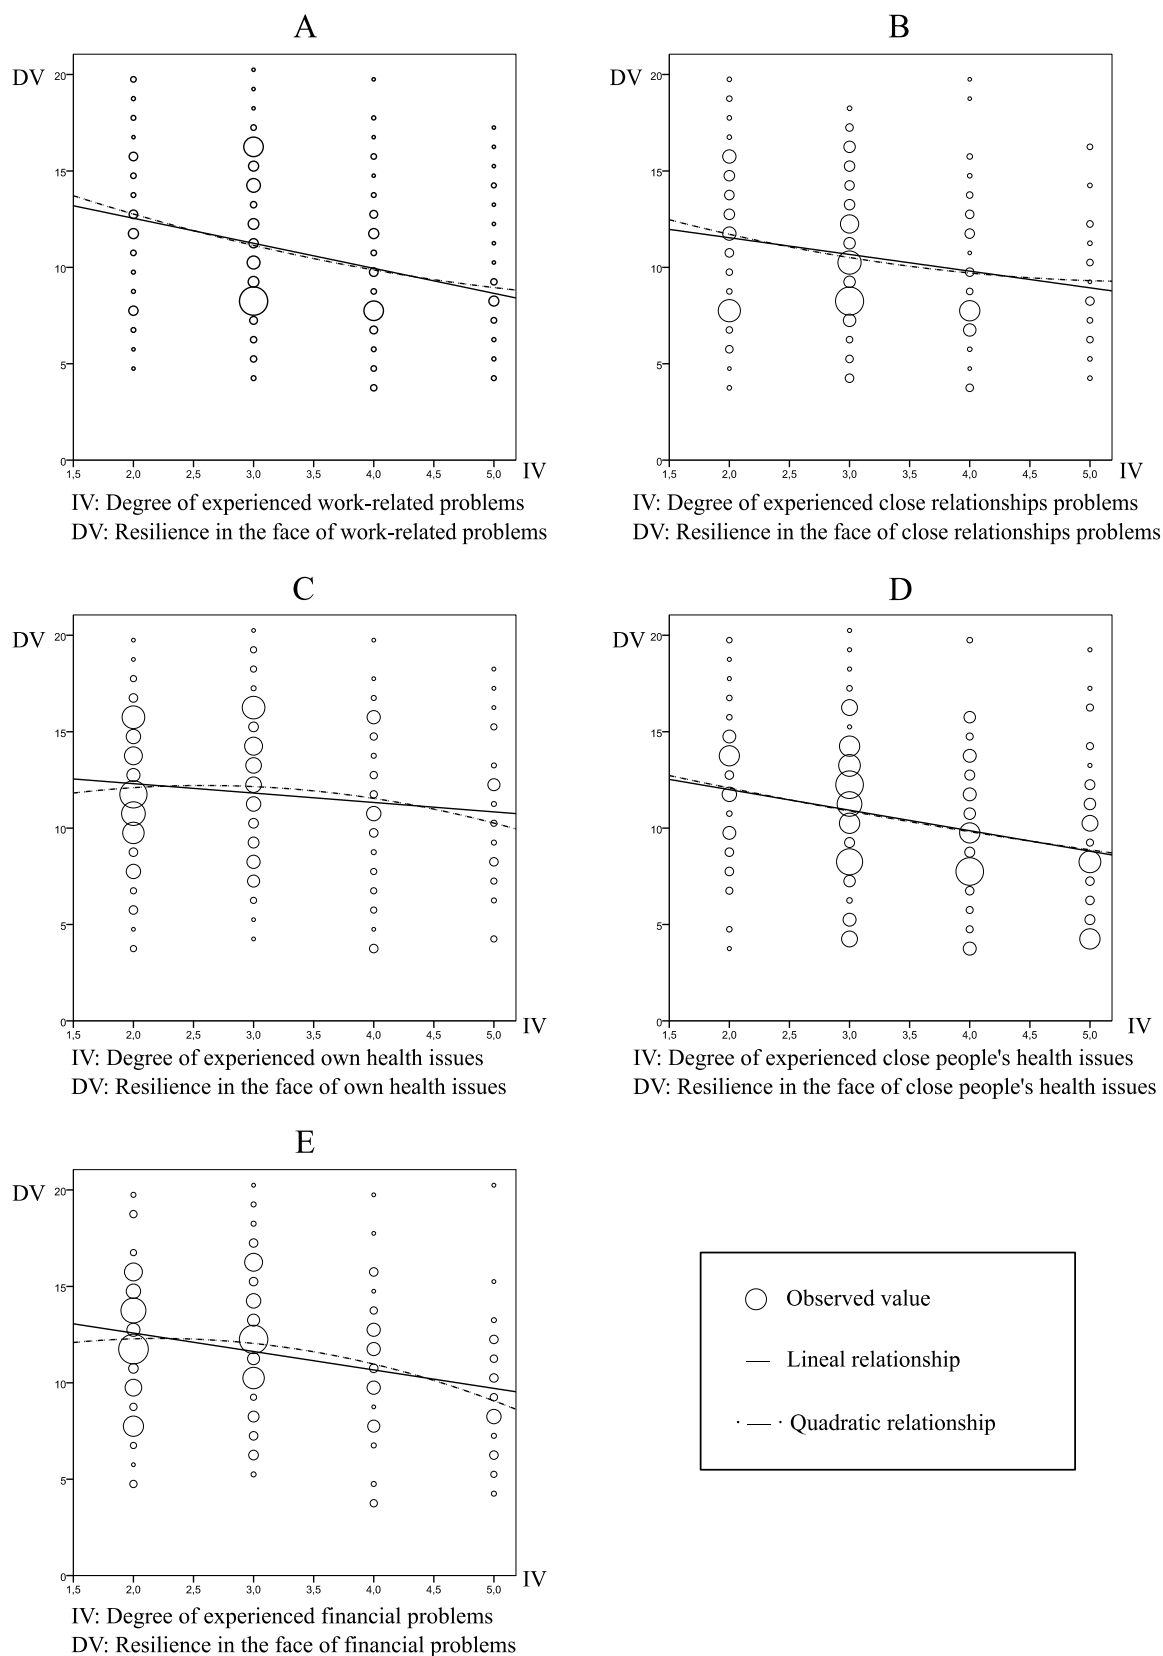 A
DV
20
15
10
5
0
1,5 2,0 2,5 3,0 3,5 4,0 4,5 5,0
IV
IV: Degree of experienced work-related problems
DV: Resilience in the face of work-related problems
B
DV
20
15
10
5
0
1,5 2,0 2,5 3,0 3,5 4,0 4,5 5,0
IV
IV: Degree of experienced close relationships problems
DV: Resilience in the face of close relationships problems
C
DV
20
15
10
5
0
1,5 2,0 2,5 3,0 3,5 4,0 4,5 5,0
IV
IV: Degree of experienced own health issues
DV: Resilience in the face of own health issues
D
DV
20
15
10
5
0
1,5 2,0 2,5 3,0 3,5 4,0 4,5 5,0
IV
IV: Degree of experienced close people's health issues
DV: Resilience in the face of close people's health issues
E
DV
20
15
10
5
0
1,5 2,0 2,5 3,0 3,5 4,0 4,5 5,0
IV
IV: Degree of experienced financial problems
DV: Resilience in the face of financial problems
Observed value
Lineal relationship
Quadratic relationship